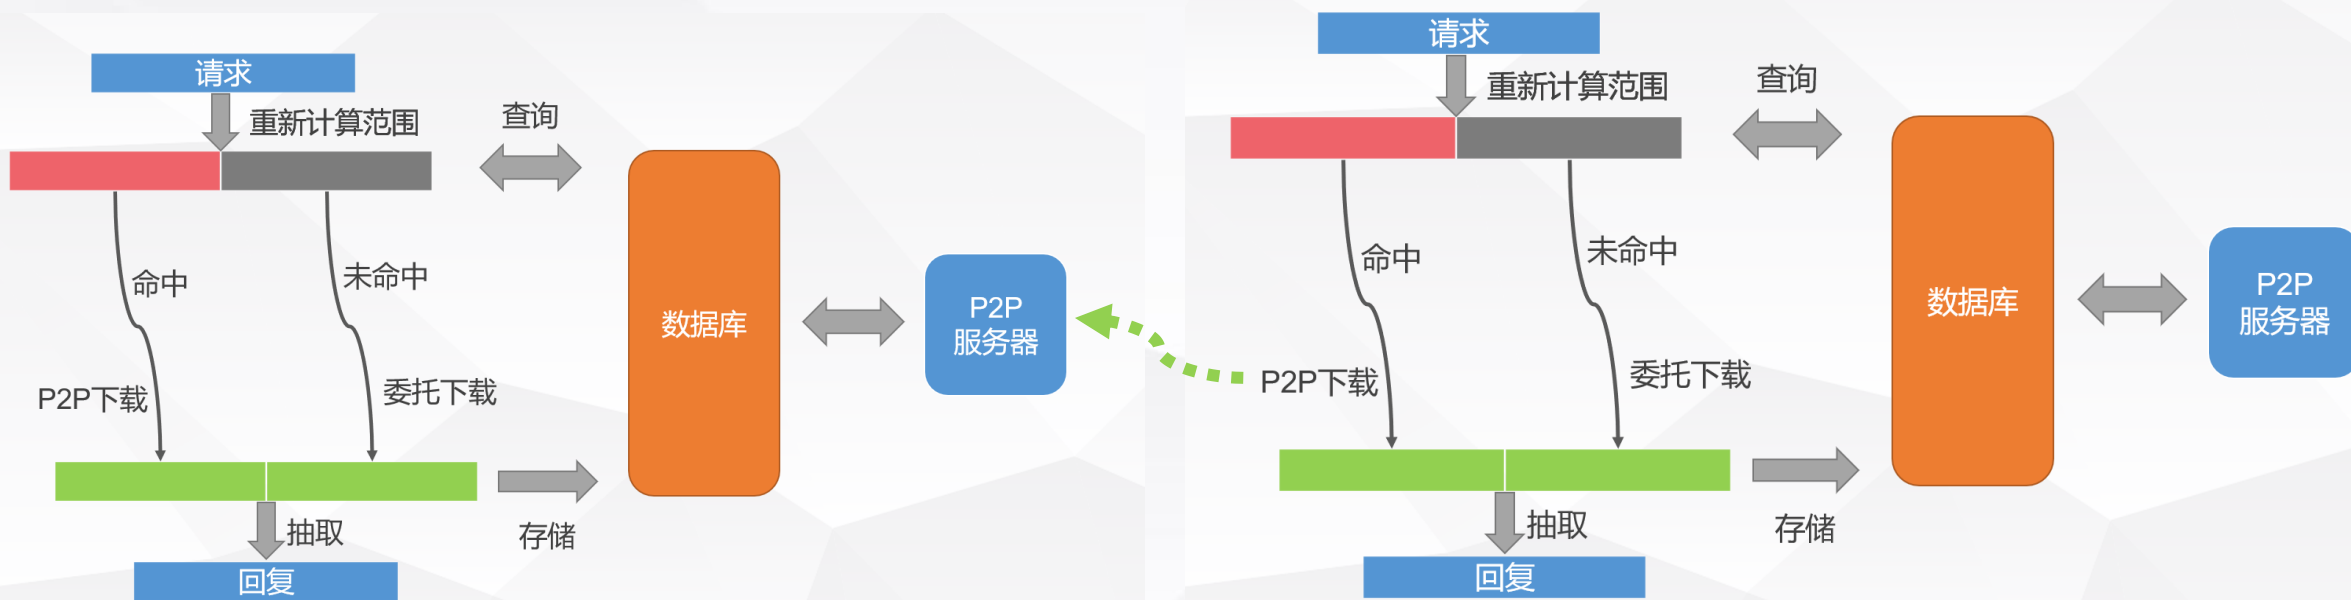 请求
重新计算范围
查询
命中
未命中
P2P下载
委托下载
数据库
P2P
服务器
存储
抽取
回复
请求
重新计算范围
查询
命中
未命中
P2P下载
委托下载
数据库
P2P
服务器
存储
抽取
回复